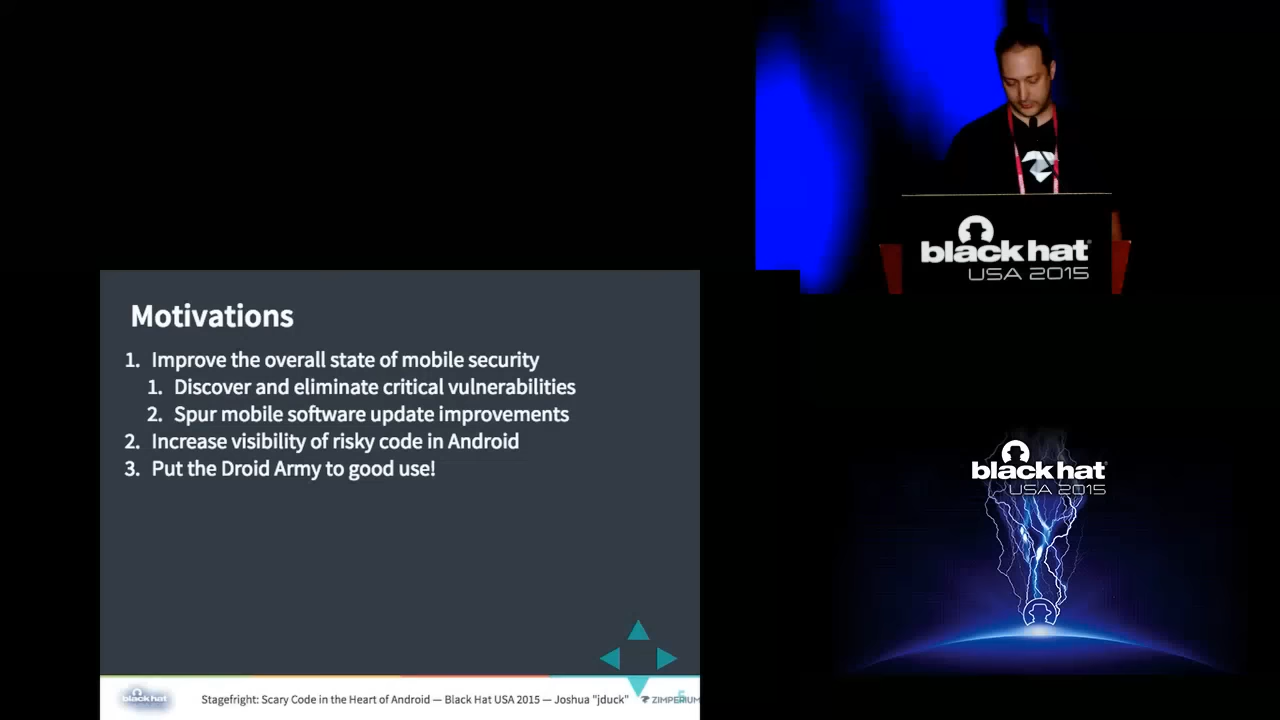 black hat
USA 2015
Motivations
1. Improve the overall state of mobile security
1. Discover and eliminate critical vulnerabilities
2. Spur mobile software update improvements
2. Increase visibility of risky code in Android
3. Put the Droid Army to good use!
black hat
USA 2015
black hat
Stagefright: Scary Code in the Heart of Android — Black Hat USA 2015 — Joshua "jduck"
ZIMPERIUM